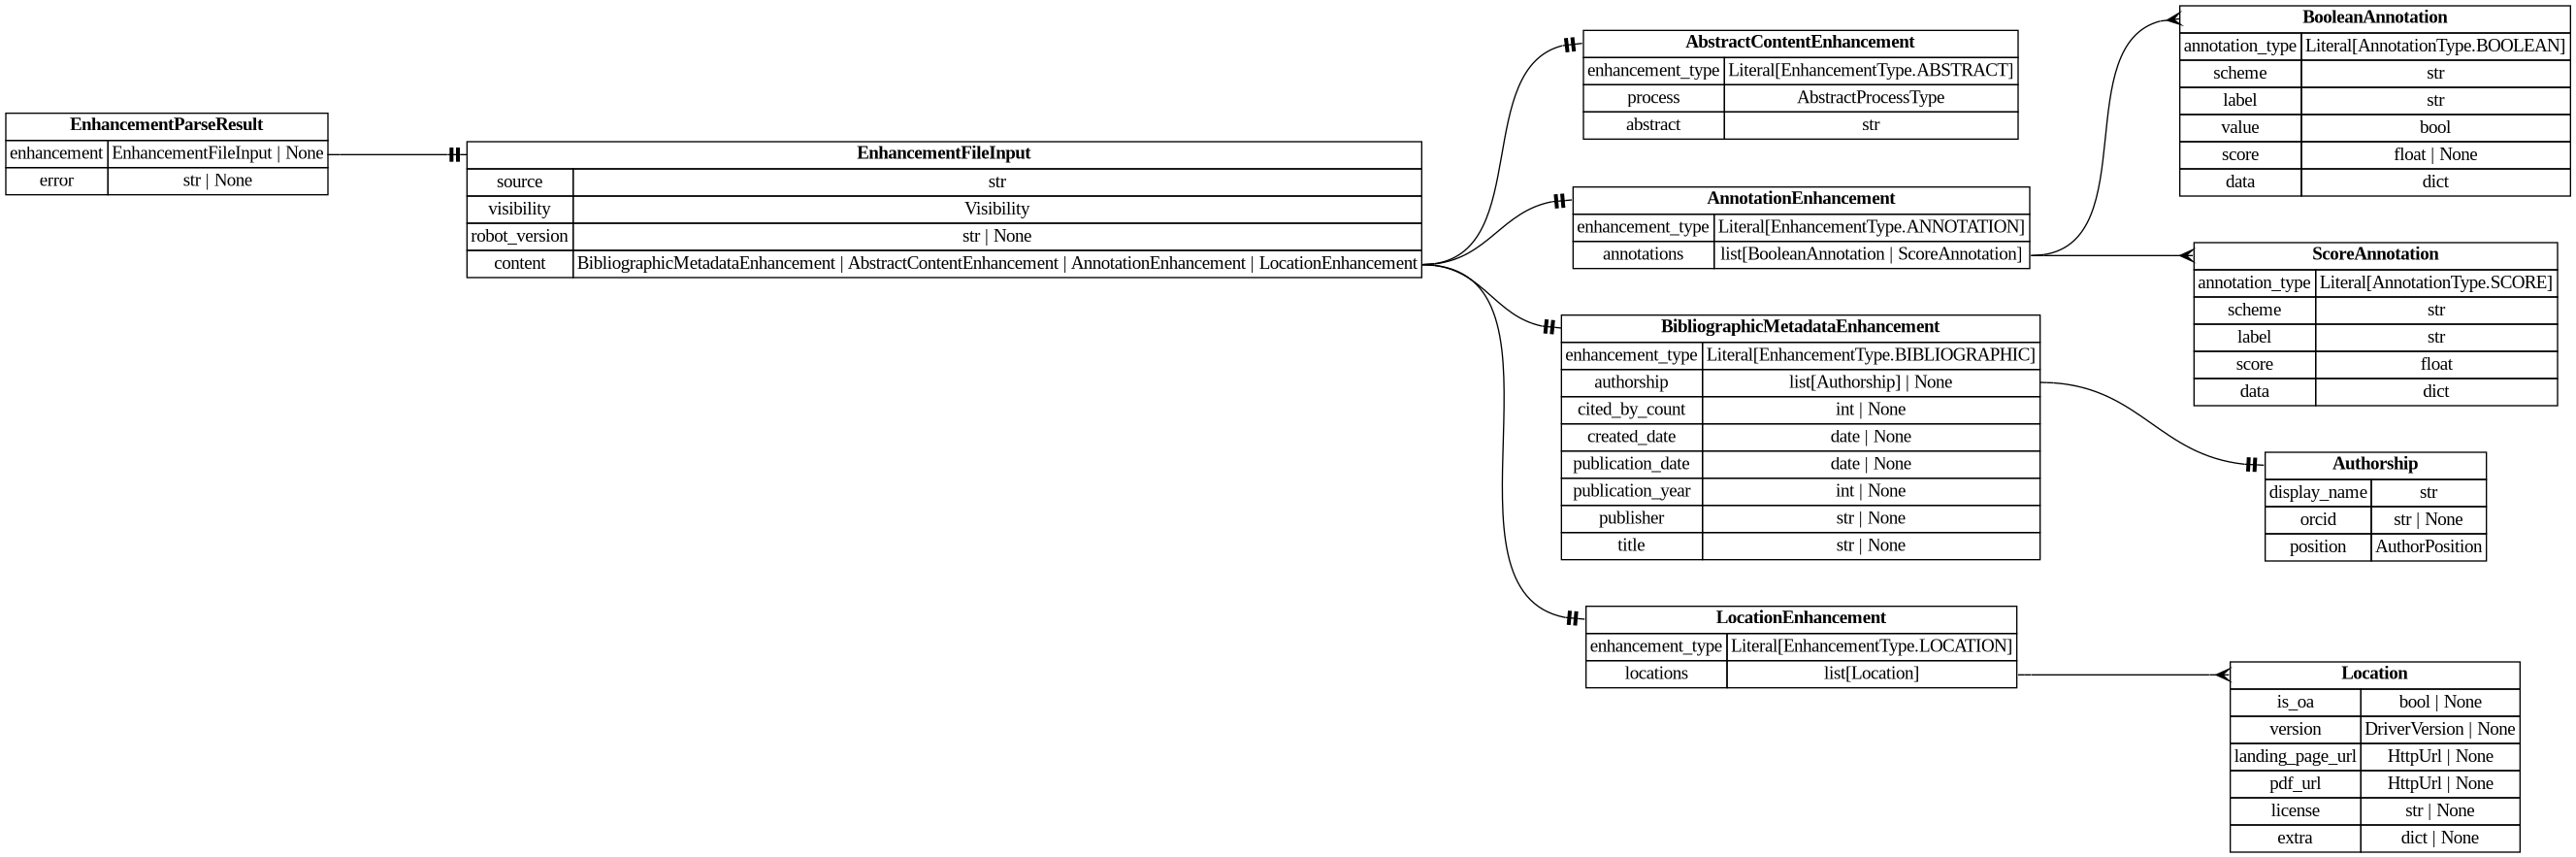 EnhancementParseResult
enhancement EnhancementFileInput | None
error str | None
EnhancementFileInput
source str
visibility Visibility
robot_version str | None
content BibliographicMetadataEnhancement | AbstractContentEnhancement | AnnotationEnhancement | LocationEnhancement
AbstractContentEnhancement
enhancement_type Literal[EnhancementType.ABSTRACT]
process AbstractProcessType
abstract str
AnnotationEnhancement
enhancement_type Literal[EnhancementType.ANNOTATION]
annotations list[BooleanAnnotation | ScoreAnnotation]
BibliographicMetadataEnhancement
enhancement_type Literal[EnhancementType.BIBLIOGRAPHIC]
authorship list[Authorship] | None
cited_by_count int | None
created_date date | None
publication_date date | None
publication_year int | None
publisher str | None
title str | None
LocationEnhancement
enhancement_type Literal[EnhancementType.LOCATION]
locations list[Location]
BooleanAnnotation
annotation_type Literal[AnnotationType.BOOLEAN]
scheme str
label str
value bool
score float | None
data dict
ScoreAnnotation
annotation_type Literal[AnnotationType.SCORE]
scheme str
label str
score float
data dict
Authorship
display_name str
orcid str | None
position AuthorPosition
Location
is_oa bool | None
version DriverVersion | None
landing_page_url HttpUrl | None
pdf_url HttpUrl | None
license str | None
extra dict | None